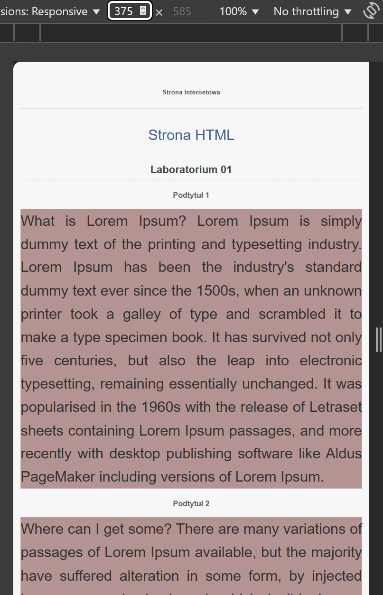 sions: Responsive ▼ 375 × 585 100% ▼ No throttling ▼
Strona internetowa
Strona HTML
Laboratorium 01
Podtytuł 1
What is Lorem Ipsum? Lorem Ipsum is simply
dummy text of the printing and typesetting industry.
Lorem Ipsum has been the industry's standard
dummy text ever since the 1500s, when an unknown
printer took a galley of type and scrambled it to
make a type specimen book. It has survived not only
five centuries, but also the leap into electronic
typesetting, remaining essentially unchanged. It was
popularised in the 1960s with the release of Letraset
sheets containing Lorem Ipsum passages, and more
recently with desktop publishing software like Aldus
PageMaker including versions of Lorem Ipsum.
Podtytuł 2
Where can I get some? There are many variations of
passages of Lorem Ipsum available, but the majority
have suffered alteration in some form, by injected